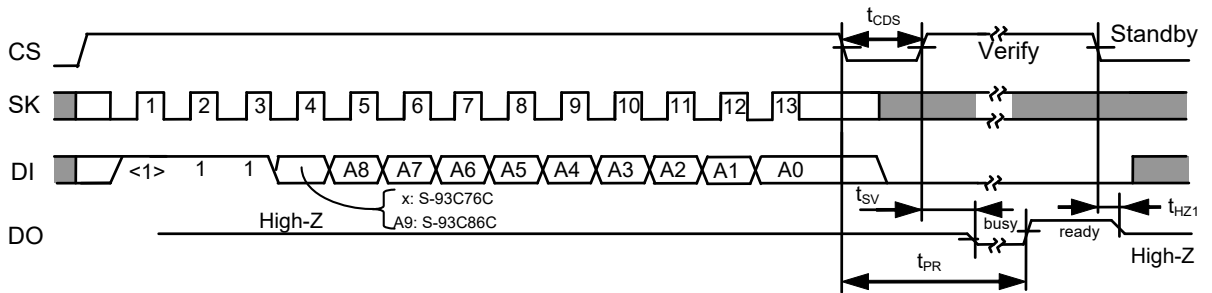 CS
tCDS
Verify
Standby
SK
1 2 3 4 5 6 7 8 9 10 11 12 13
DI
<1> 1 1 A8 A7 A6 A5 A4 A3 A2 A1 A0
x: S-93C76C
A9: S-93C86C
tSV
busy
ready
tHZ1
DO
High-Z
tPR
High-Z